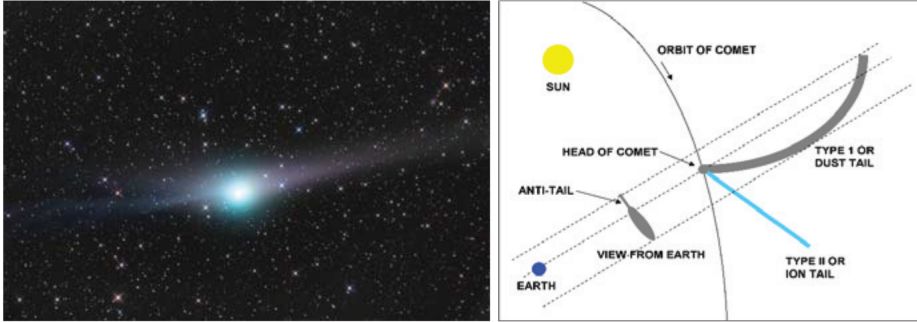 ORBIT OF COMET
SUN
HEAD OF COMET
TYPE 1 OR
DUST TAIL
ANTI-TAIL
VIEW FROM EARTH
TYPE II OR
ION TAIL
EARTH